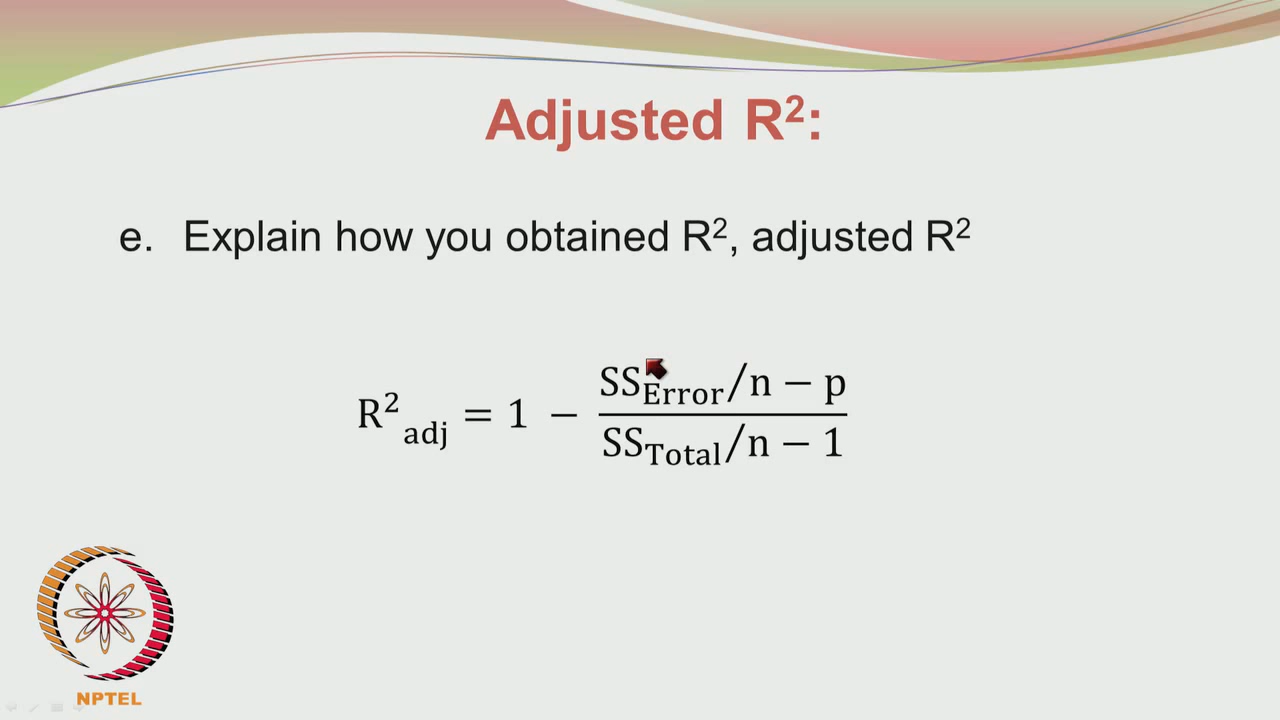 Adjusted R²:
e. Explain how you obtained R², adjusted R²
R²adj = 1 − (SSError/n − p) / (SSTotal/n − 1)
NPTEL